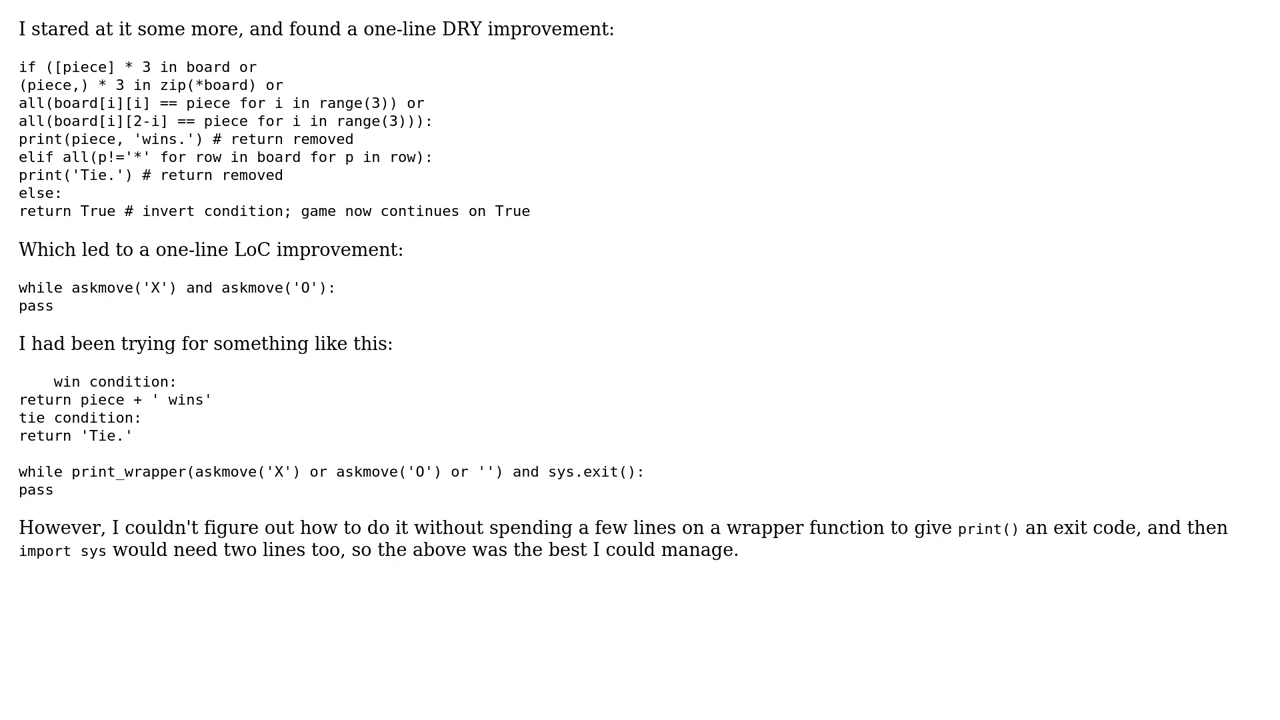 I stared at it some more, and found a one-line DRY improvement:
if ([piece] * 3 in board or
(piece,) * 3 in zip(*board) or
all(board[i][i] == piece for i in range(3)) or
all(board[i][2-i] == piece for i in range(3))):
print(piece, 'wins.') # return removed
elif all(p!='*' for row in board for p in row):
print('Tie.') # return removed
else:
return True # invert condition; game now continues on True
Which led to a one-line LoC improvement:
while askmove('X') and askmove('O'):
pass
I had been trying for something like this:
    win condition:
return piece + ' wins'
tie condition:
return 'Tie.'
while print_wrapper(askmove('X') or askmove('O') or '') and sys.exit():
pass
However, I couldn't figure out how to do it without spending a few lines on a wrapper function to give print() an exit code, and then
import sys would need two lines too, so the above was the best I could manage.